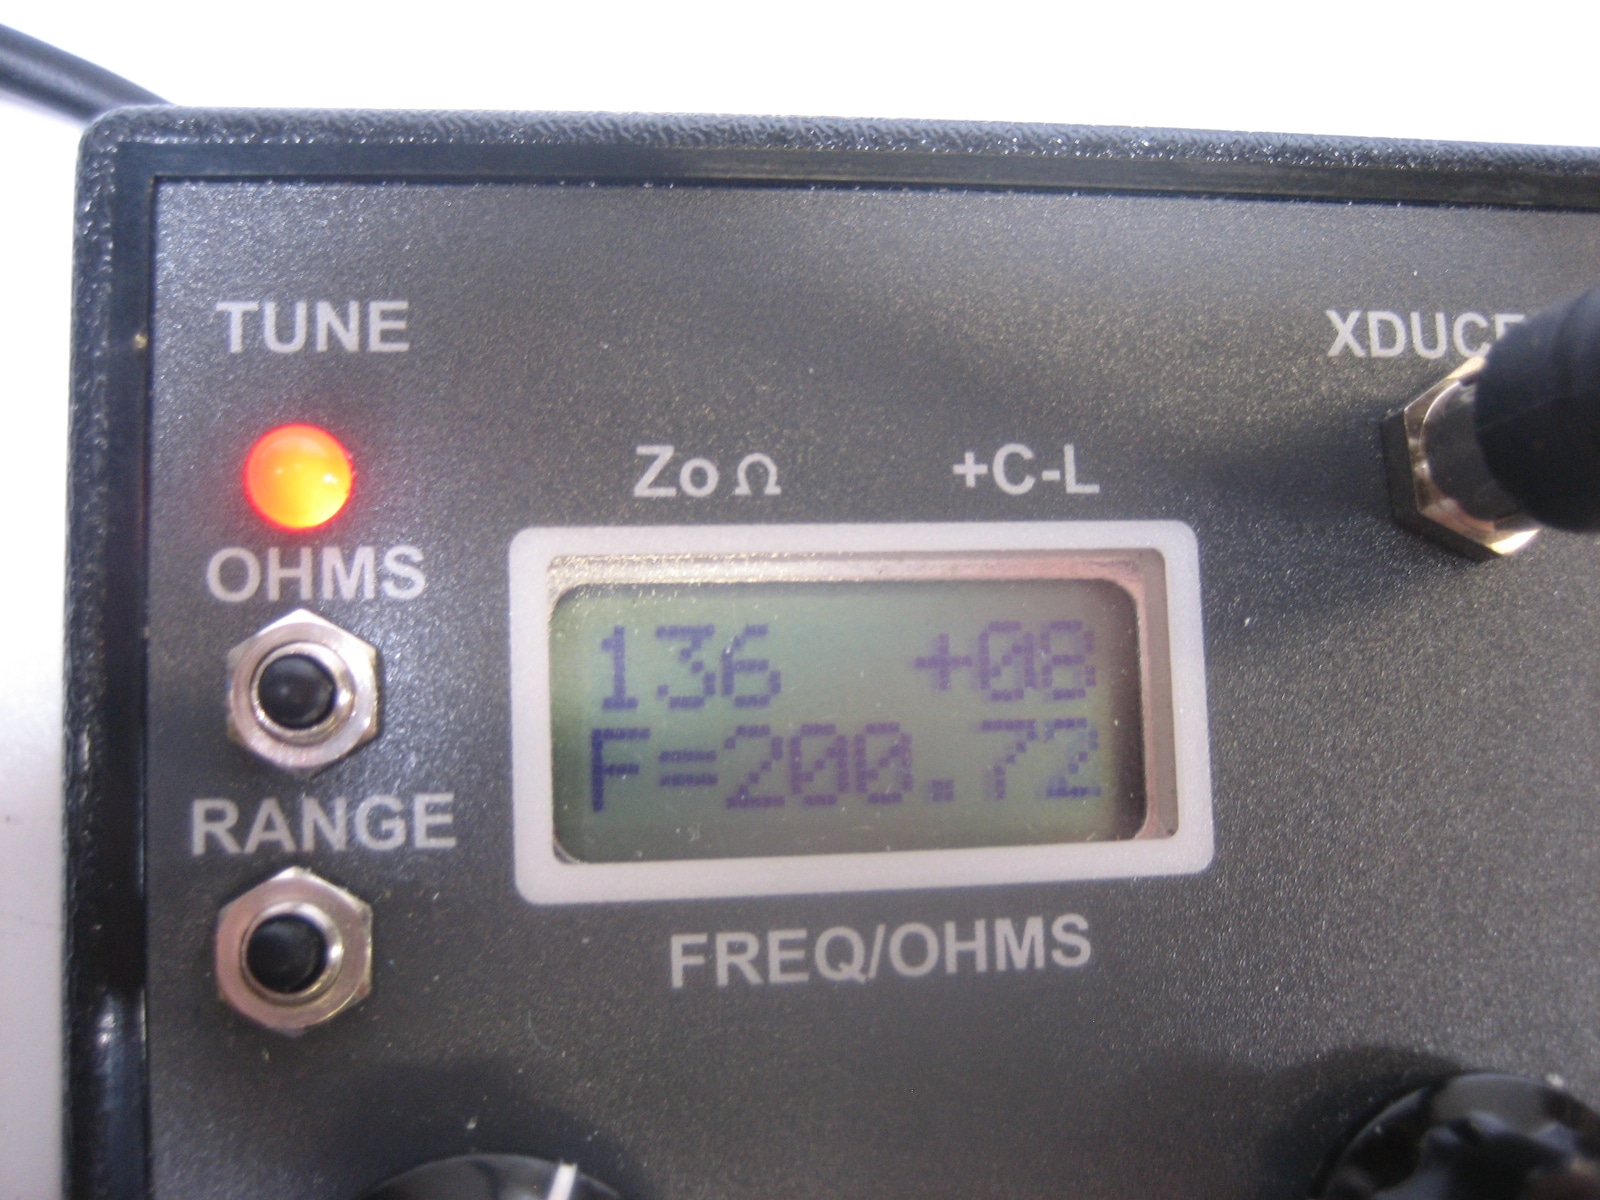 TUNE
XDUCE
Zo Ω +C-L
OHMS
136 +08
F=200.72
RANGE
FREQ/OHMS